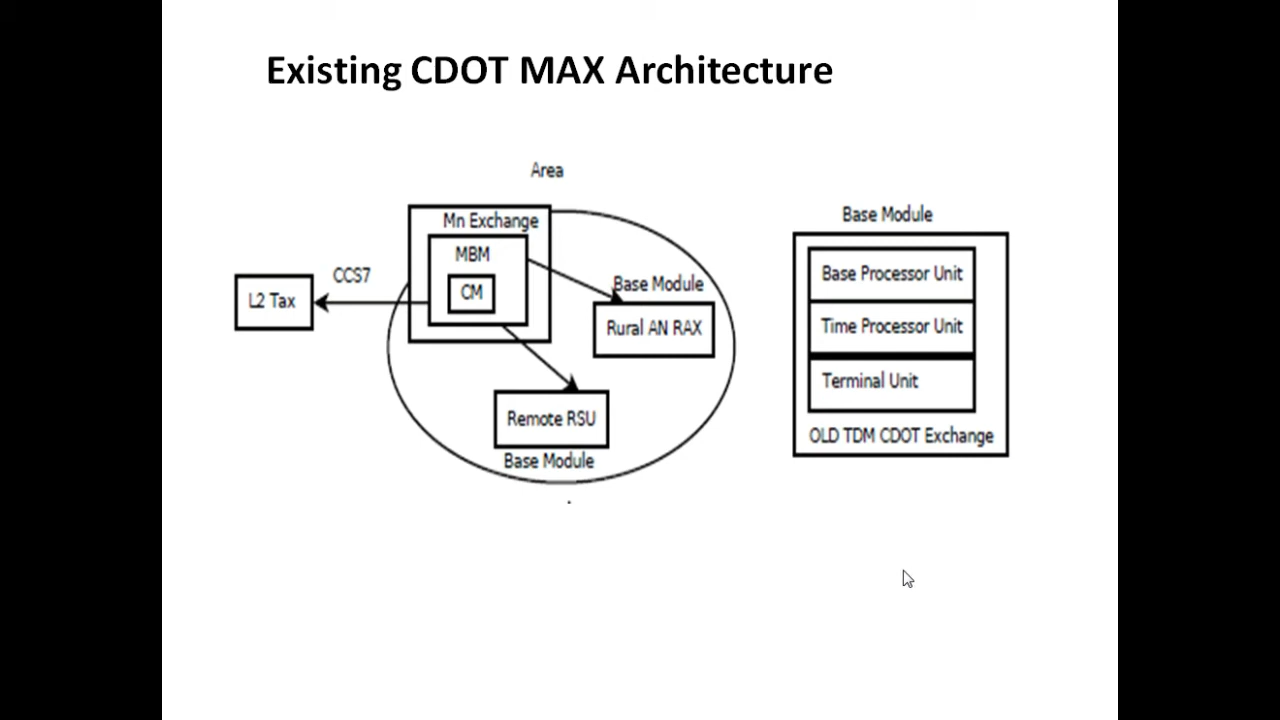 Existing CDOT MAX Architecture
Area
Mn Exchange
MBM
CM
CCS7
L2 Tax
Base Module
Rural AN RAX
Remote RSU
Base Module
Base Module
Base Processor Unit
Time Processor Unit
Terminal Unit
OLD TDM CDOT Exchange